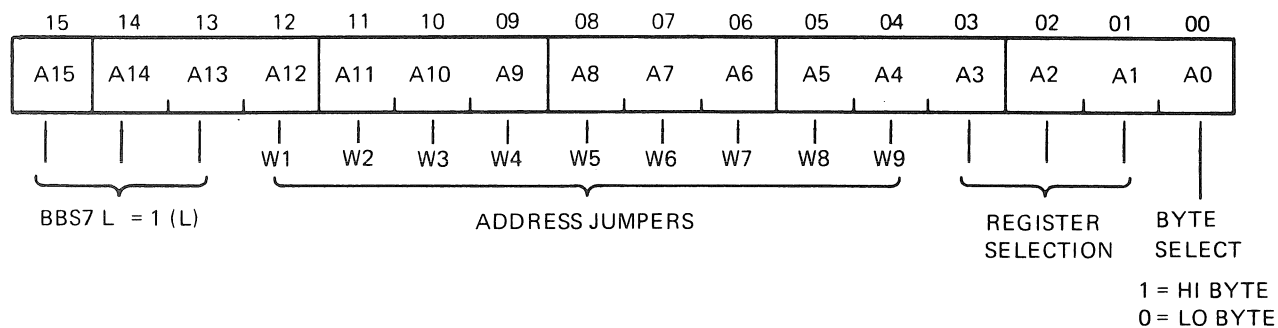 15 14 13 12 11 10 09 08 07 06 05 04 03 02 01 00
A15 A14 A13 A12 A11 A10 A9 A8 A7 A6 A5 A4 A3 A2 A1 A0
W1 W2 W3 W4 W5 W6 W7 W8 W9
BBS7 L = 1 (L)
ADDRESS JUMPERS
REGISTER
SELECTION
BYTE
SELECT
1 = HI BYTE
0 = LO BYTE